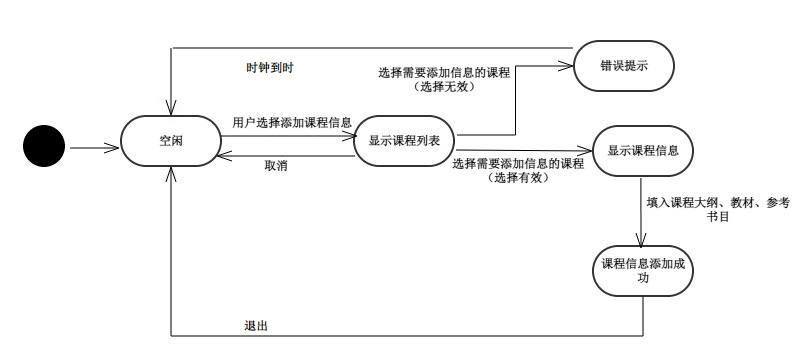 时钟到时
选择需要添加信息的课程
（选择无效）
错误提示
用户选择添加课程信息
空闲
显示课程列表
显示课程信息
取消
选择需要添加信息的课程
（选择有效）
填入课程大纲、教材、参考
书目
课程信息添加成
功
退出